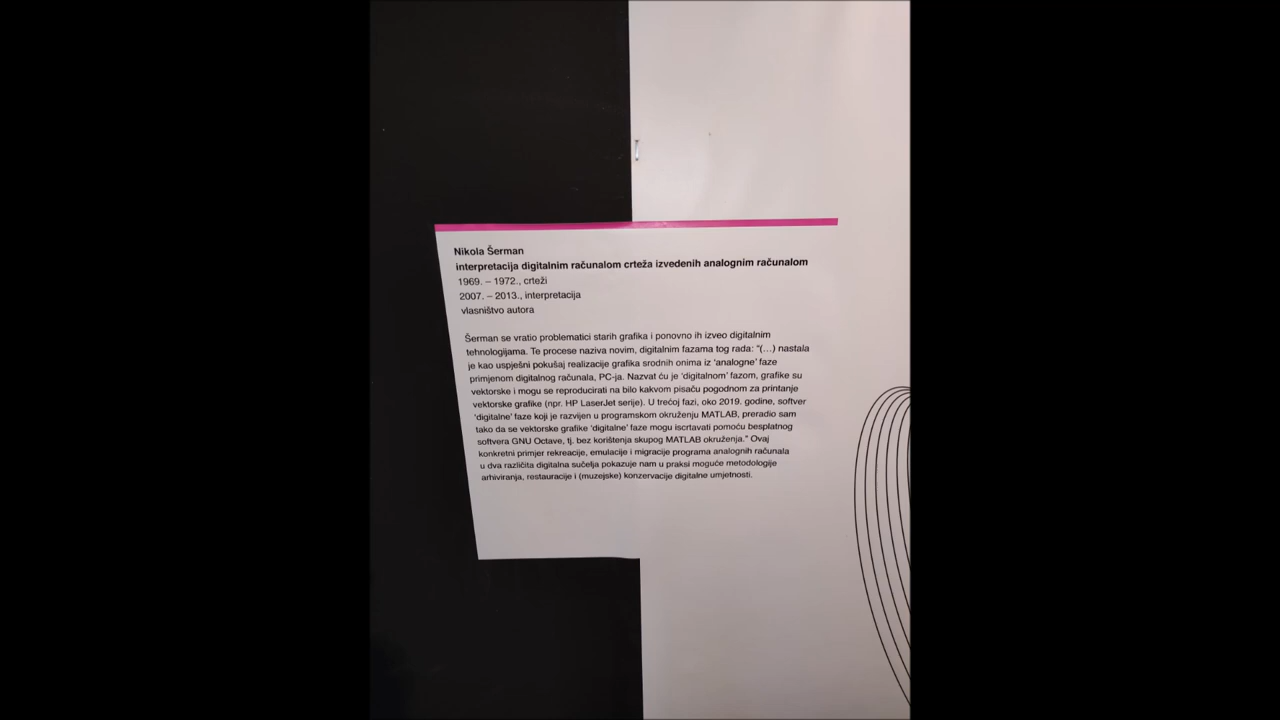 Nikola Šerman
interpretacija digitalnim računalom crteža izvedenih analognim računalom
1969. – 1972., crteži
2007. – 2013., interpretacija
vlasništvo autora
Šerman se vratio problematici starih grafika i ponovno ih izveo digitalnim
tehnologijama. Te procese naziva novim, digitalnim fazama tog rada: "(…) nastala
je kao uspješni pokušaj realizacije grafika srodnih onima iz 'analogne' faze
primjenom digitalnog računala, PC-ja. Nazvat ću je 'digitalnom' fazom, grafike su
vektorske i mogu se reproducirati na bilo kakvom pisaču pogodnom za printanje
vektorske grafike (npr. HP LaserJet serije). U trećoj fazi, oko 2019. godine, softver
'digitalne' faze koji je razvijen u programskom okruženju MATLAB, preradio sam
tako da se vektorske grafike 'digitalne' faze mogu iscrtavati pomoću besplatnog
softvera GNU Octave, tj. bez korištenja skupog MATLAB okruženja." Ovaj
konkretni primjer rekreacije, emulacije i migracije programa analognih računala
u dva različita digitalna sučelja pokazuje nam u praksi moguće metodologije
arhiviranja, restauracije i (muzejske) konzervacije digitalne umjetnosti.